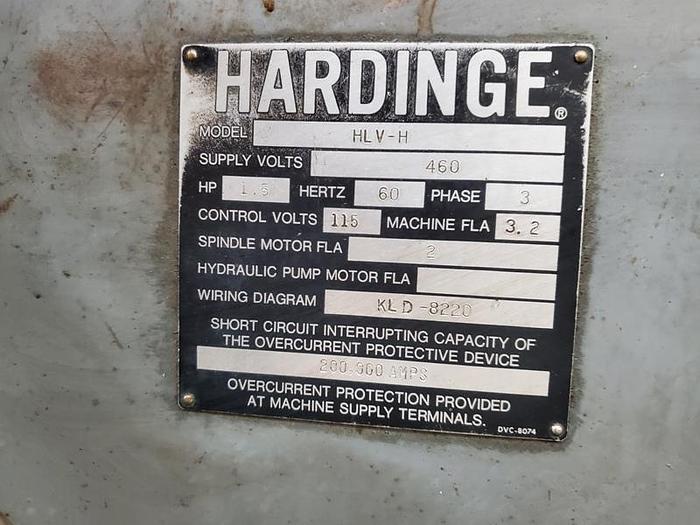 HARDINGE®
MODEL HLV-H
SUPPLY VOLTS 460
HP 1.5 HERTZ 60 PHASE 3
CONTROL VOLTS 115 MACHINE FLA 3.2
SPINDLE MOTOR FLA 2
HYDRAULIC PUMP MOTOR FLA
WIRING DIAGRAM KLD-8220
SHORT CIRCUIT INTERRUPTING CAPACITY OF
THE OVERCURRENT PROTECTIVE DEVICE
200,000 AMPS
OVERCURRENT PROTECTION PROVIDED
AT MACHINE SUPPLY TERMINALS.
DVC-8074